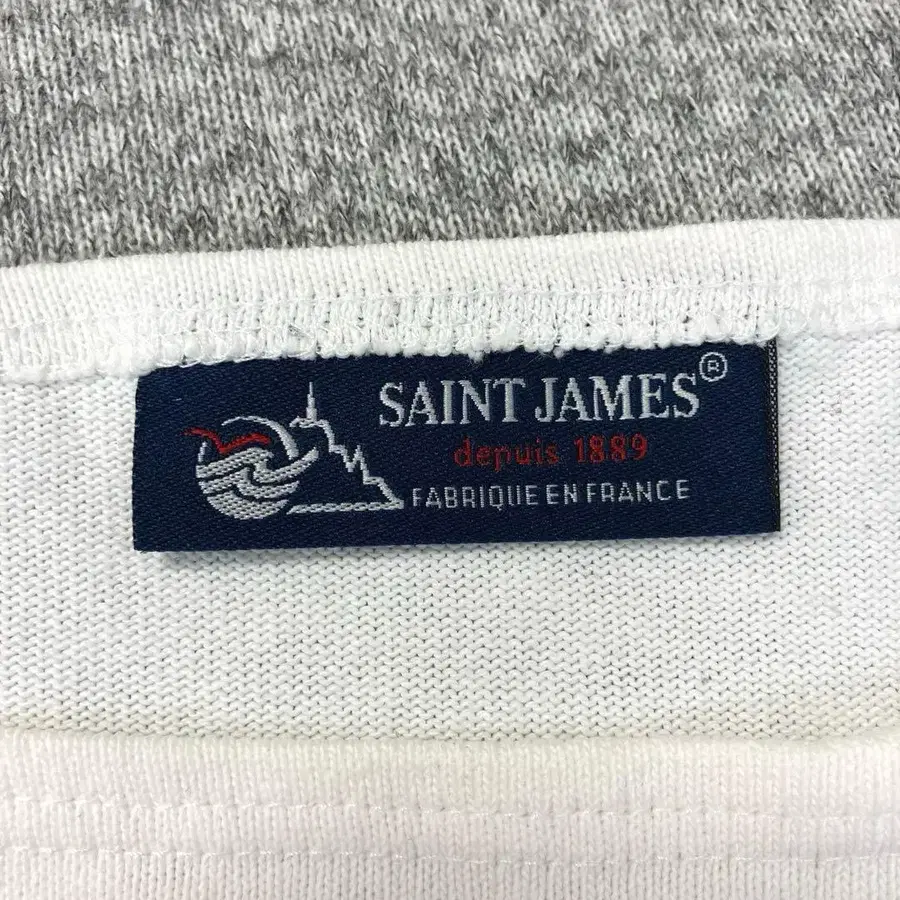 SAINT JAMES®
depuis 1889
FABRIQUE EN FRANCE